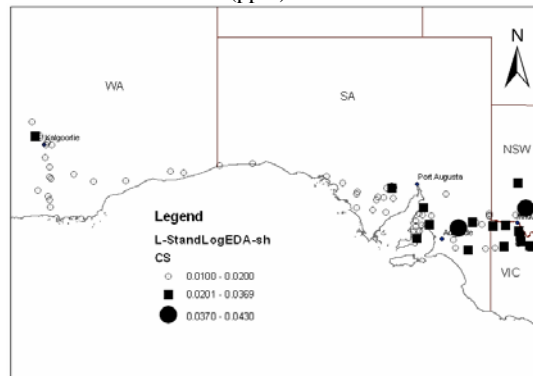 N
WA
SA
Kalgoorlie
NSW
Port Augusta
Legend
L-StandLogEDA-sh
CS
0.0100 - 0.0200
0.0201 - 0.0369
0.0370 - 0.0430
VIC